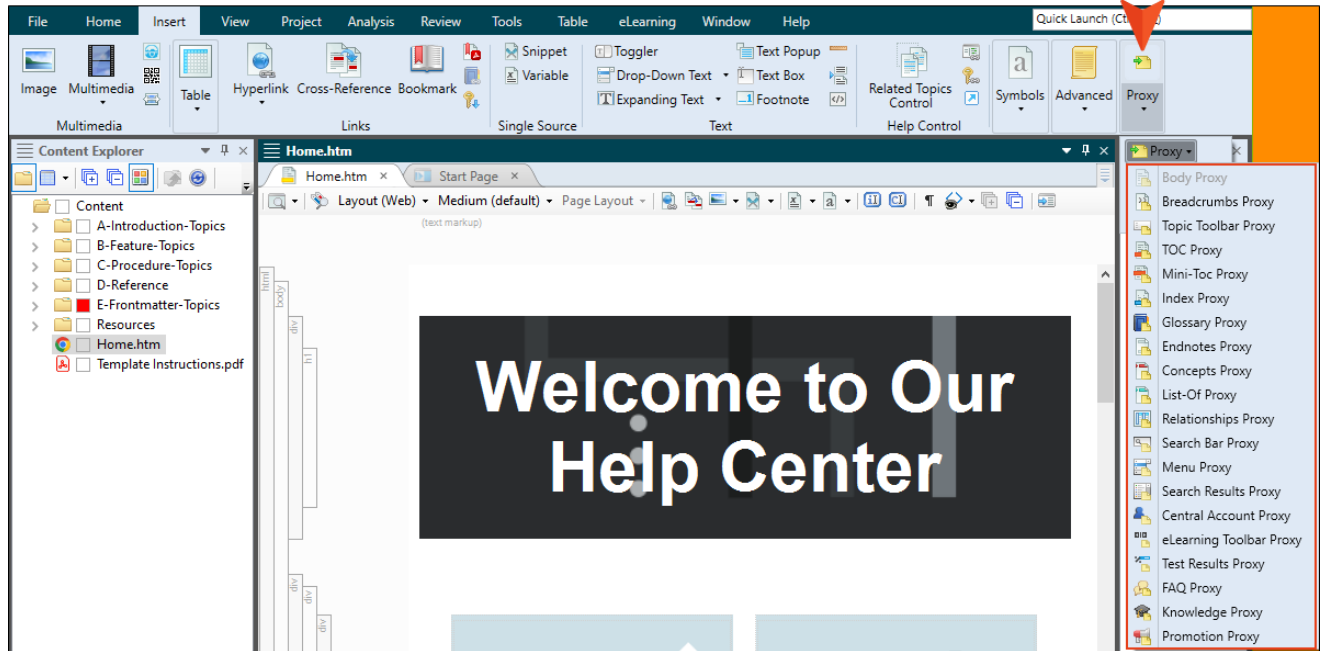 File Home Insert View Project Analysis Review Tools Table eLearning Window Help
Quick Launch (Ct
Image Multimedia Table Hyperlink Cross-Reference Bookmark
Snippet
Variable
Toggler Text Popup
Drop-Down Text Text Box
Expanding Text Footnote
Related Topics
Control
Symbols Advanced Proxy
Multimedia Links Single Source Text Help Control
Content Explorer
Home.htm
Proxy
Home.htm Start Page
Layout (Web) Medium (default) Page Layout
(text markup)
Content
A-Introduction-Topics
B-Feature-Topics
C-Procedure-Topics
D-Reference
E-Frontmatter-Topics
Resources
Home.htm
Template Instructions.pdf
html
body
div
h1
Welcome to Our
Help Center
div
div
div
Body Proxy
Breadcrumbs Proxy
Topic Toolbar Proxy
TOC Proxy
Mini-Toc Proxy
Index Proxy
Glossary Proxy
Endnotes Proxy
Concepts Proxy
List-Of Proxy
Relationships Proxy
Search Bar Proxy
Menu Proxy
Search Results Proxy
Central Account Proxy
eLearning Toolbar Proxy
Test Results Proxy
FAQ Proxy
Knowledge Proxy
Promotion Proxy